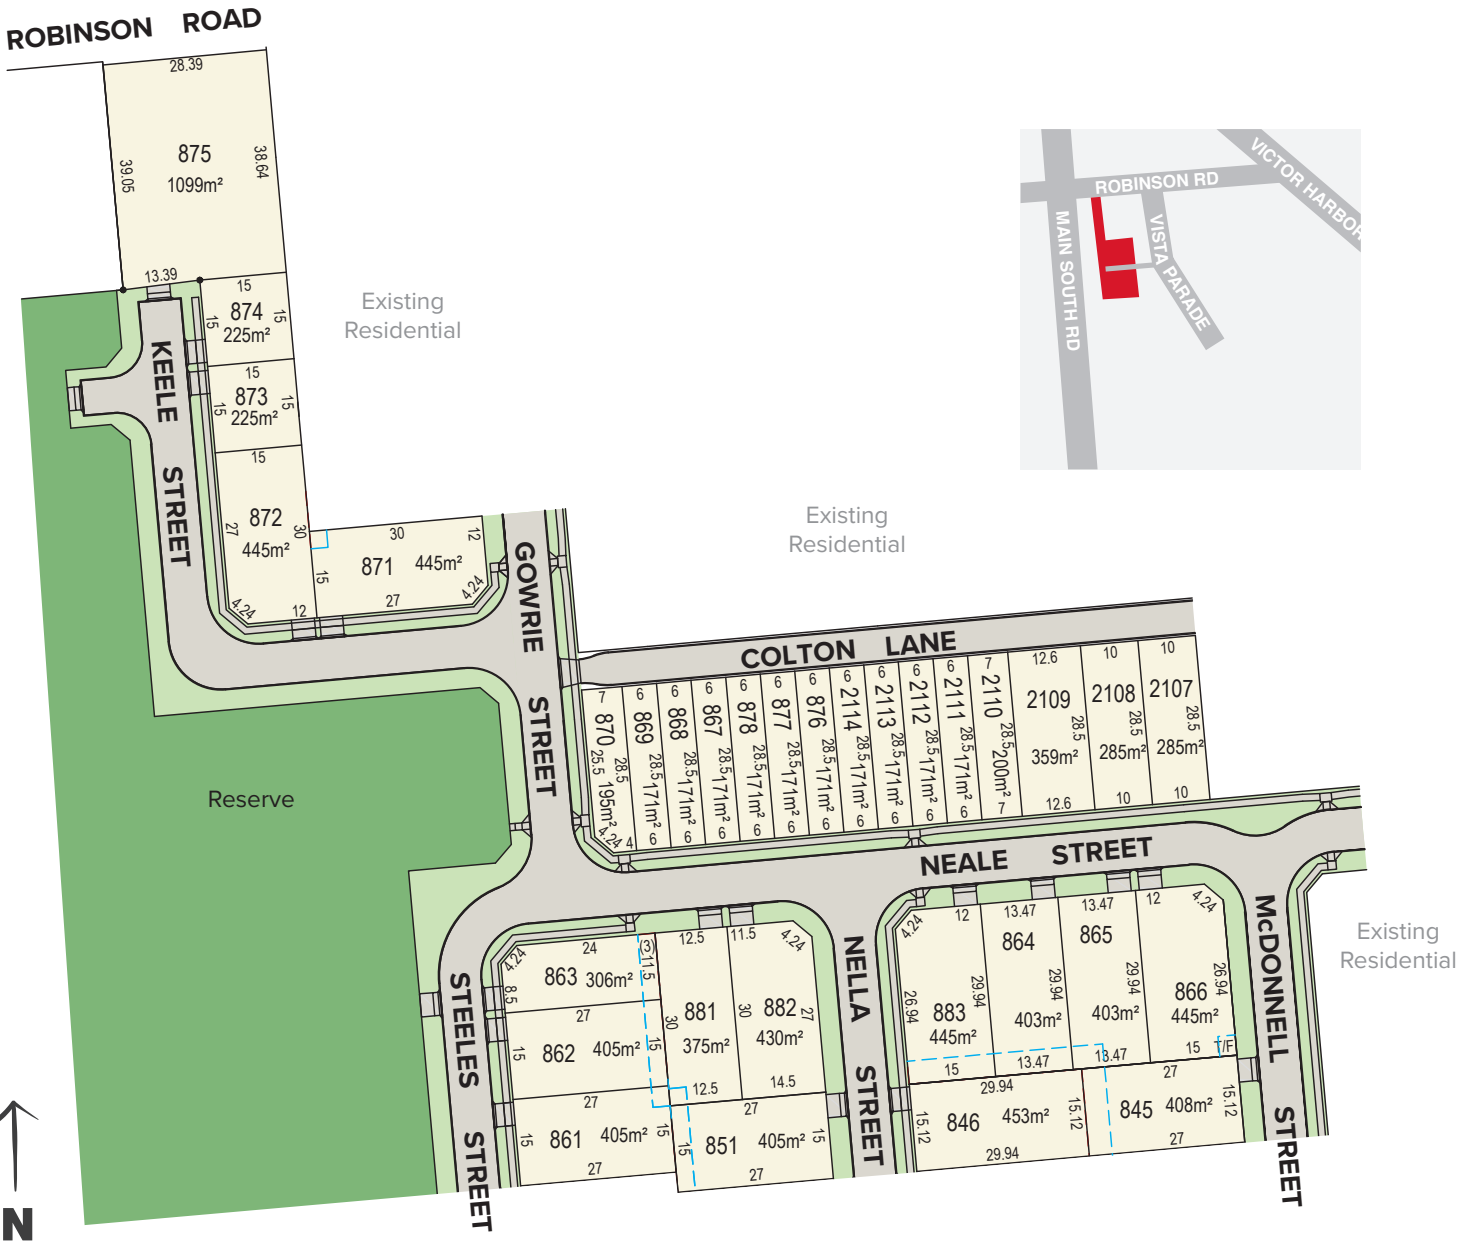 ROBINSON ROAD
28.39
39.05
875
1099m²
38.64
13.39
15
874
225m²
15
15
15
873
225m²
15
15
15
872
445m²
27
30
4.24
12
30
12
871
445m²
15
27
4.24
KEELE STREET
GOWRIE STREET
Existing
Residential
ROBINSON RD
MAIN SOUTH RD
VISTA PARADE
VICTOR HARBOR
Existing
Residential
COLTON LANE
7
870
25.5
28.5
195m²
4.24
4
6
869
28.5
171m²
6
6
868
28.5
171m²
6
6
867
28.5
171m²
6
6
878
28.5
171m²
6
6
877
28.5
171m²
6
6
876
28.5
171m²
6
6
2114
28.5
171m²
6
6
2113
28.5
171m²
6
6
2112
28.5
171m²
6
6
2111
28.5
171m²
6
7
2110
28.5
200m²
7
12.6
2109
28.5
359m²
12.6
10
2108
28.5
285m²
10
10
2107
28.5
285m²
10
Reserve
NEALE STREET
Existing
Residential
STEELES STREET
NELLA STREET
McDONNELL STREET
24
(3)
4.24
863
306m²
11.5
8.5
27
862
405m²
15
15
27
861
405m²
15
15
27
12.5
881
375m²
30
30
12.5
11.5
4.24
882
430m²
27
14.5
27
851
405m²
15
15
27
4.24
12
883
445m²
26.94
29.94
15
13.47
864
403m²
29.94
13.47
13.47
865
403m²
29.94
13.47
12
4.24
866
445m²
26.94
15
T/F
29.94
846
453m²
15.12
15.12
29.94
27
845
408m²
15.12
27
N